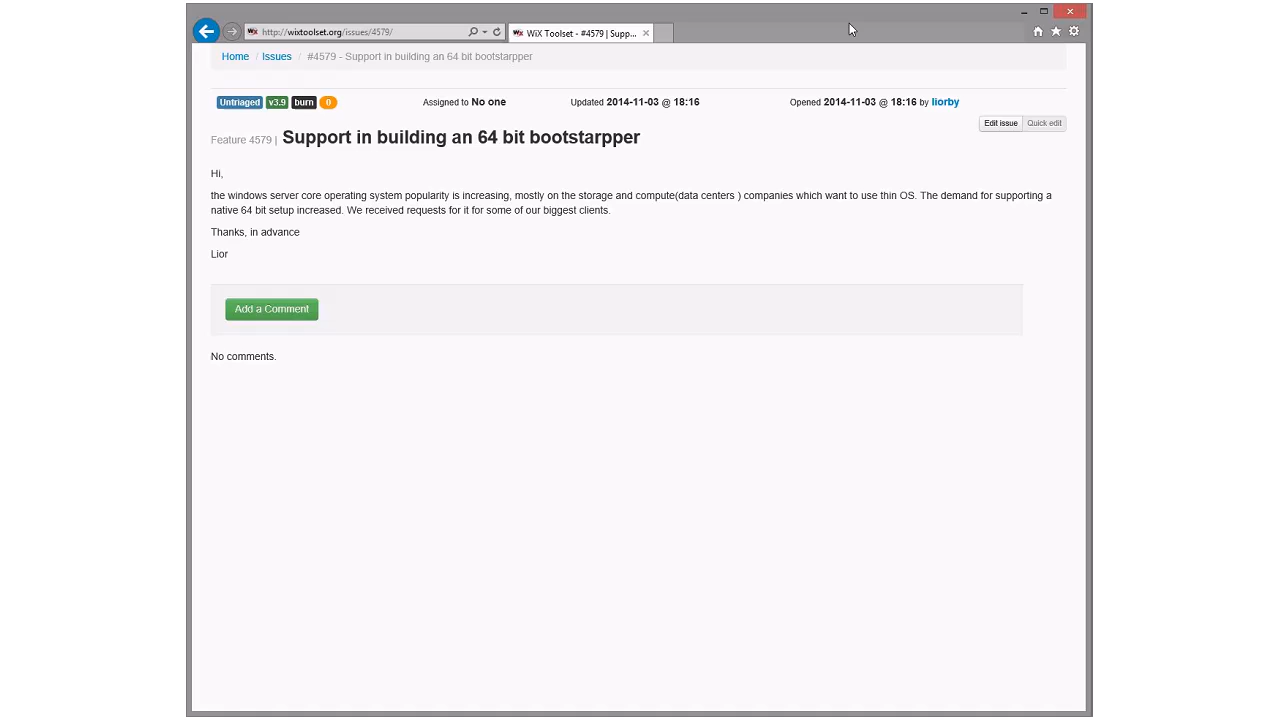 http://wixtoolset.org/issues/4579/
WiX Toolset - #4579 | Supp...
Home / Issues / #4579 - Support in building an 64 bit bootstarpper
Untriaged v3.9 burn 0 Assigned to No one Updated 2014-11-03 @ 18:16 Opened 2014-11-03 @ 18:16 by liorby
Edit issue Quick edit
Feature 4579 | Support in building an 64 bit bootstarpper
Hi,
the windows server core operating system popularity is increasing, mostly on the storage and compute(data centers ) companies which want to use thin OS. The demand for supporting a
native 64 bit setup increased. We received requests for it for some of our biggest clients.
Thanks, in advance
Lior
Add a Comment
No comments.